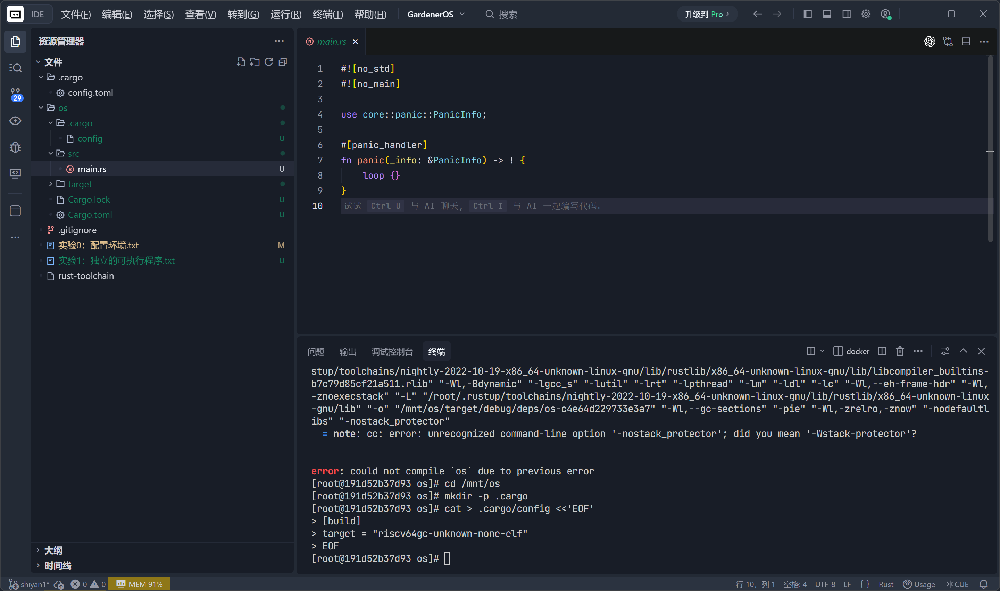 IDE 文件(F) 编辑(E) 选择(S) 查看(V) 转到(G) 运行(R) 终端(T) 帮助(H) GardenerOS 搜索 升级到 Pro
资源管理器
文件
.cargo
config.toml
os
.cargo
config U
src
main.rs U
target
Cargo.lock U
Cargo.toml U
.gitignore
实验0：配置环境.txt M
实验1：独立的可执行程序.txt U
rust-toolchain
大纲
时间线
29
main.rs
1 #![no_std]
2 #![no_main]
3
4 use core::panic::PanicInfo;
5
6 #[panic_handler]
7 fn panic(_info: &PanicInfo) -> ! {
8 loop {}
9 }
10 试试 Ctrl U 与 AI 聊天, Ctrl I 与 AI 一起编写代码。
问题 输出 调试控制台 终端 docker
stup/toolchains/nightly-2022-10-19-x86_64-unknown-linux-gnu/lib/rustlib/x86_64-unknown-linux-gnu/lib/libcompiler_builtins-
b7c79d85cf21a511.rlib" "-Wl,-Bdynamic" "-lgcc_s" "-lutil" "-lrt" "-lpthread" "-lm" "-ldl" "-lc" "-Wl,--eh-frame-hdr" "-Wl,
-znoexecstack" "-L" "/root/.rustup/toolchains/nightly-2022-10-19-x86_64-unknown-linux-gnu/lib/rustlib/x86_64-unknown-linux
-gnu/lib" "-o" "/mnt/os/target/debug/deps/os-c4e64d229733e3a7" "-Wl,--gc-sections" "-pie" "-Wl,-zrelro,-znow" "-nodefaultl
ibs" "-nostack_protector"
= note: cc: error: unrecognized command-line option '-nostack_protector'; did you mean '-Wstack-protector'?
error: could not compile `os` due to previous error
[root@191d52b37d93 os]# cd /mnt/os
[root@191d52b37d93 os]# mkdir -p .cargo
[root@191d52b37d93 os]# cat > .cargo/config <<'EOF'
> [build]
> target = "riscv64gc-unknown-none-elf"
> EOF
[root@191d52b37d93 os]#
shiyan1* 0 0 MEM 91% 行 10，列 1 空格: 4 UTF-8 LF { } Rust Usage CUE